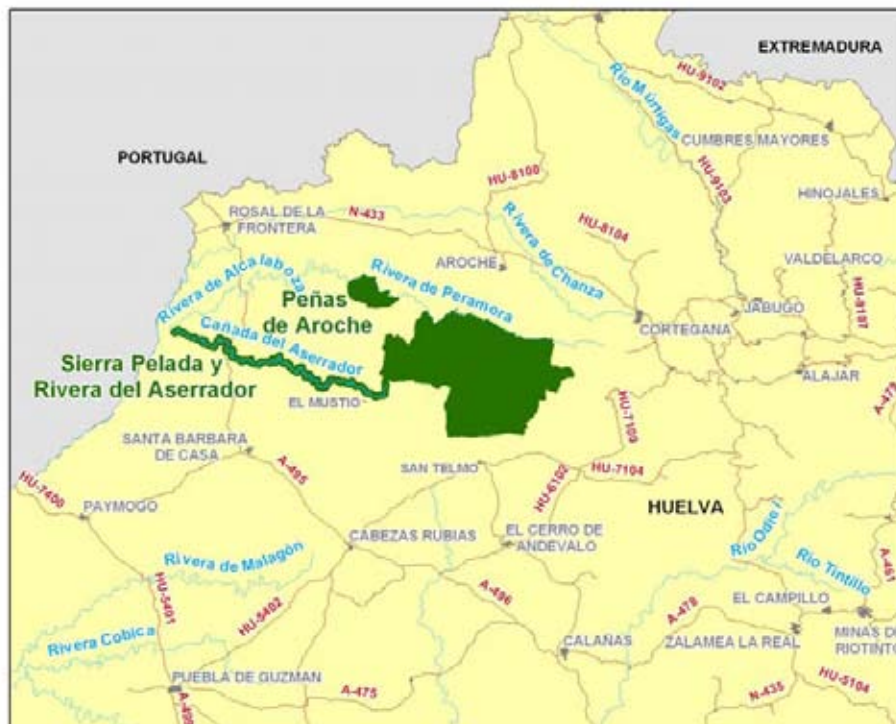 EXTREMADURA
HU-9102
Río Múrtigas
CUMBRES MAYORES
PORTUGAL
HU-8100
HU-9103
HINOJALES
ROSAL DE LA
FRONTERA
N-433
Rivera de Chanza
HU-8104
VALDELARCO
AROCHE
Rivera de Alcalaboza
Rivera de Peramora
HU-8107
Peñas
de Aroche
JABUGO
CORTEGANA
Cañada del Aserrador
Sierra Pelada y
Rivera del Aserrador
ALAJAR
EL MUSTIO
HU-7109
SANTA BARBARA
DE CASA
A-495
SAN TELMO
HU-6102
HU-7104
HU-7400
PAYMOGO
HUELVA
CABEZAS RUBIAS
EL CERRO DE
ANDEVALO
Río Odie
Rivera de Malagón
Río Tintillo
A-461
HU-5401
HU-5402
A-496
A-478
EL CAMPILLO
Rivera Cobica
CALAÑAS
ZALAMEA LA REAL
MINAS DE
RIOTINTO
PUEBLA DE GUZMAN
A-475
N-435
HU-5104